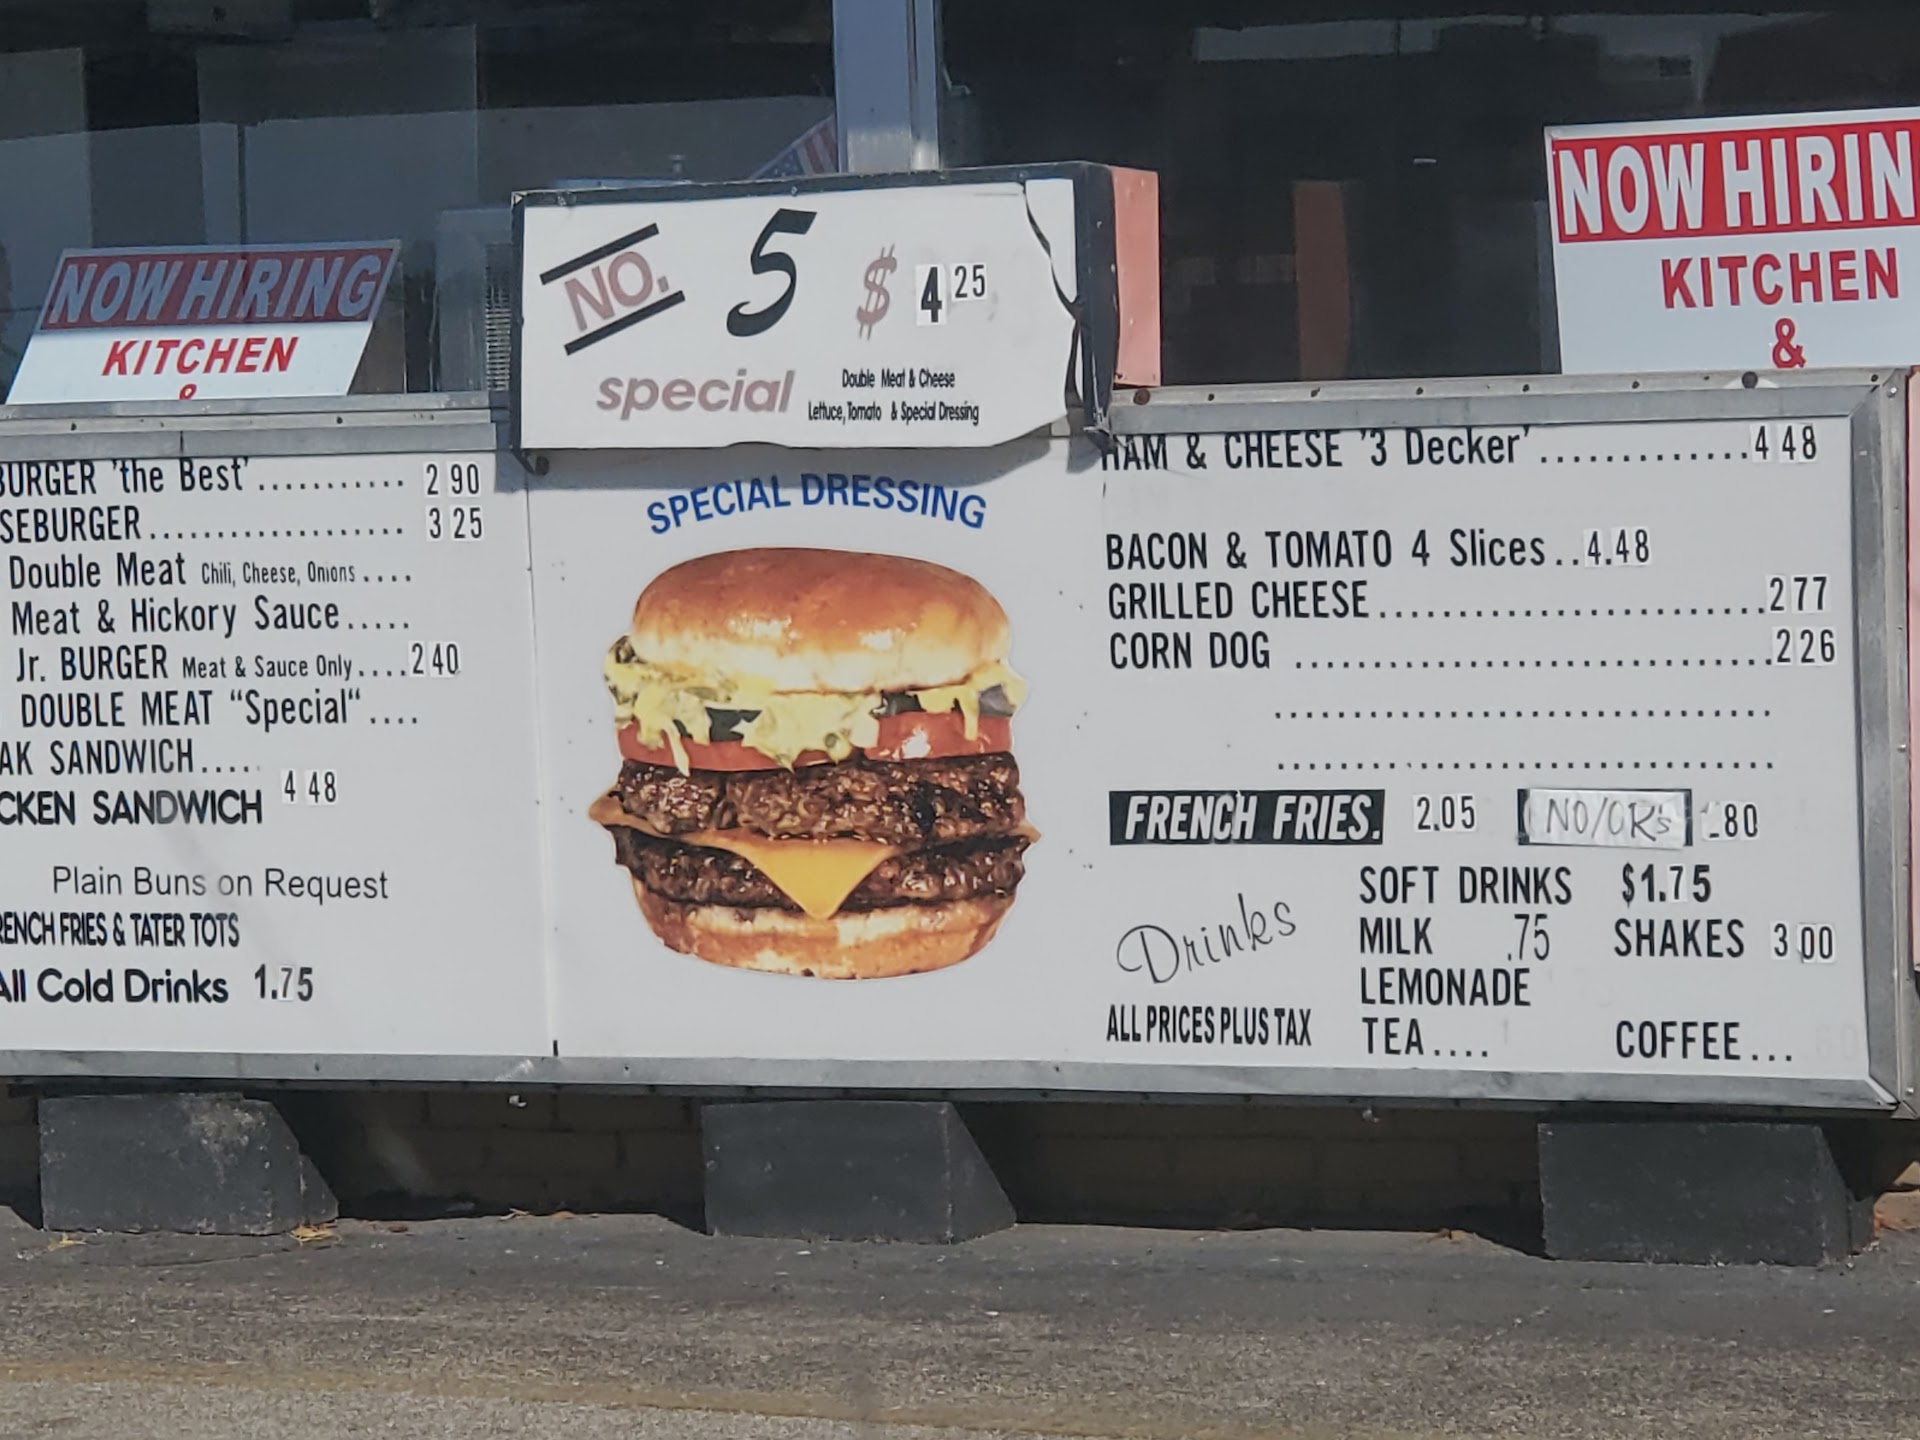 NOW HIRING
KITCHEN
&
NO. 5 $ 4 25
special
Double Meat & Cheese
Lettuce, Tomato & Special Dressing
NOW HIRIN
KITCHEN
&
BURGER 'the Best' ........... 2 90
SEBURGER................... 3 25
Double Meat Chili, Cheese, Onions ....
Meat & Hickory Sauce.....
Jr. BURGER Meat & Sauce Only ....2 40
DOUBLE MEAT “Special“....
AK SANDWICH.....
CKEN SANDWICH 4 48
Plain Buns on Request
RENCH FRIES & TATER TOTS
All Cold Drinks 1.75
SPECIAL DRESSING
HAM & CHEESE '3 Decker' .............4 48
BACON & TOMATO 4 Slices..4.48
GRILLED CHEESE........................2 77
CORN DOG ..............................2 26
FRENCH FRIES. 2.05 NO/OR's .80
Drinks
SOFT DRINKS $1.75
MILK .75 SHAKES 3 00
LEMONADE
TEA.... COFFEE...
ALL PRICES PLUS TAX